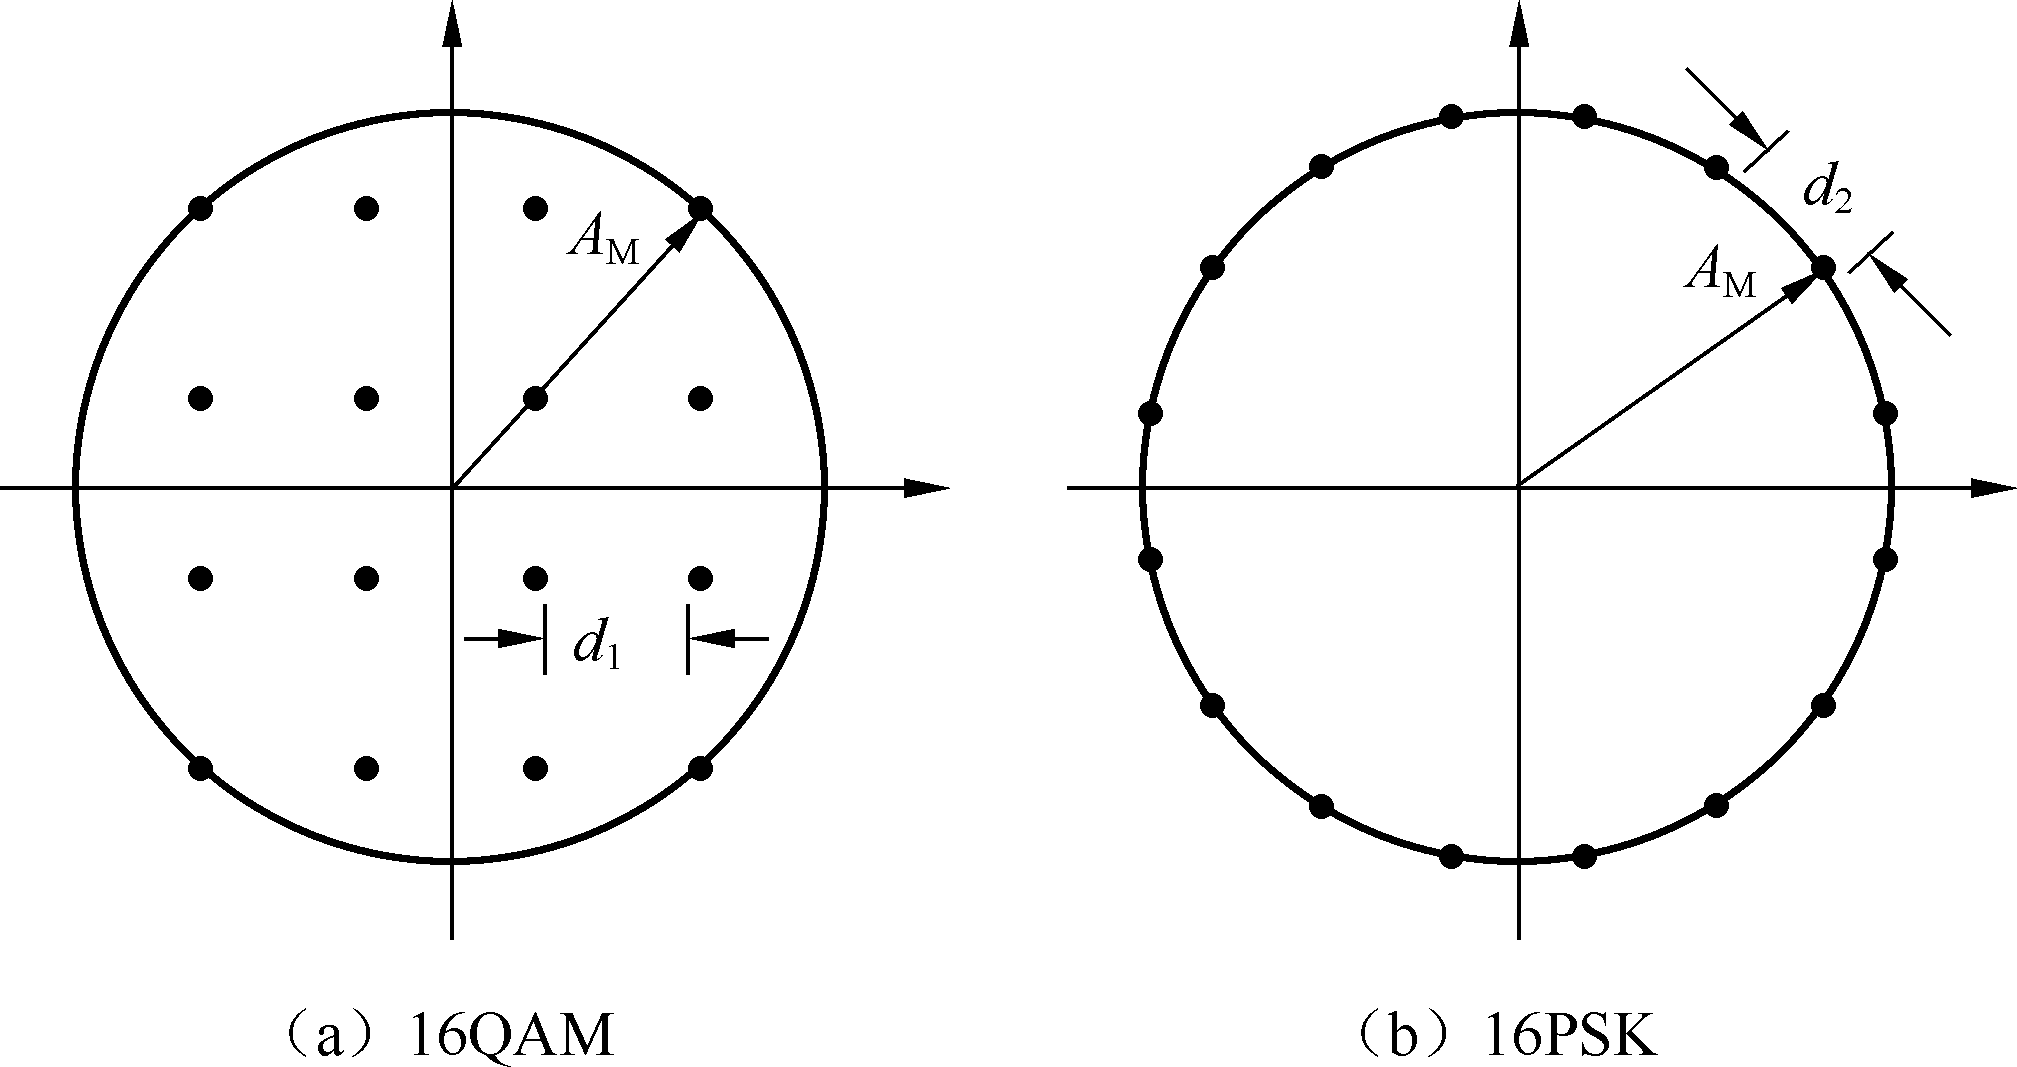 A_M
d_1
（a）16QAM
A_M
d_2
（b）16PSK